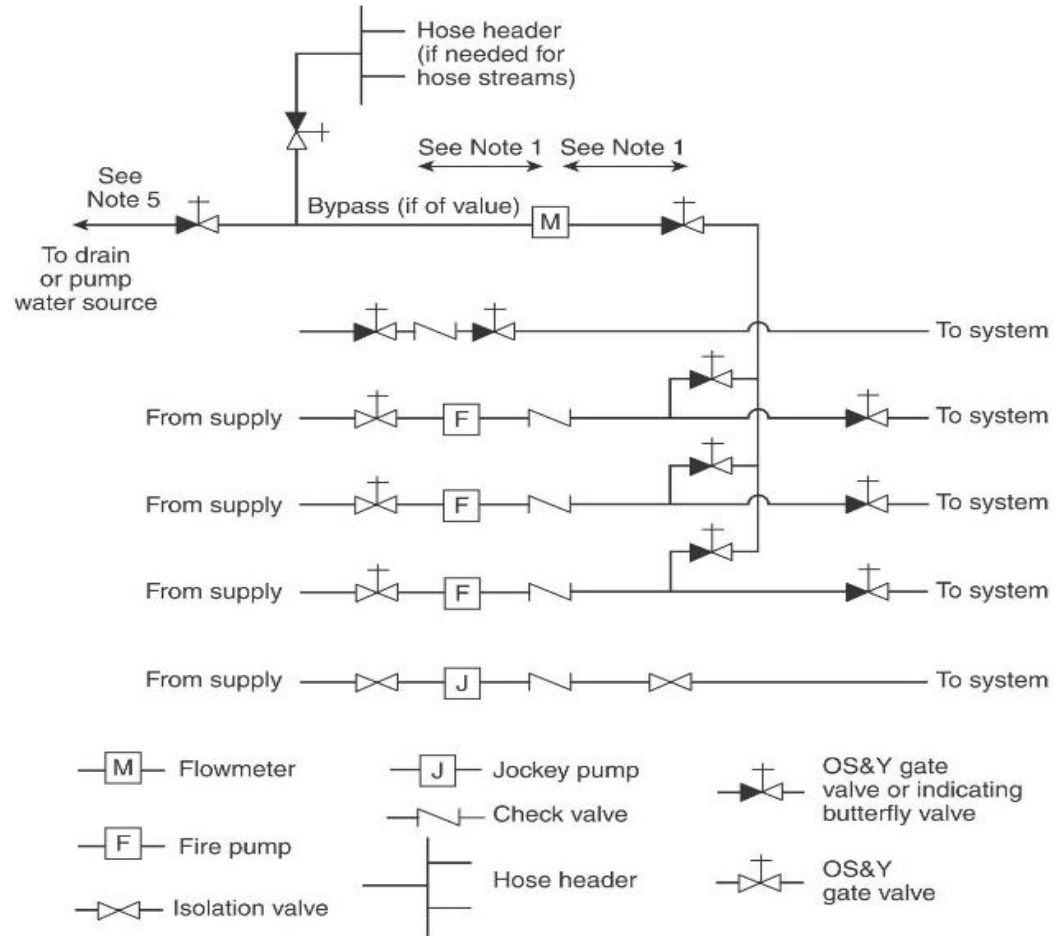 Hose header
(if needed for
hose streams)
See Note 1
See Note 1
See
Note 5
Bypass (if of value)
M
To drain
or pump
water source
To system
From supply
F
To system
From supply
F
To system
From supply
F
To system
From supply
J
To system
M
Flowmeter
J
Jockey pump
OS&Y gate
valve or indicating
butterfly valve
Check valve
F
Fire pump
Hose header
OS&Y
gate valve
Isolation valve